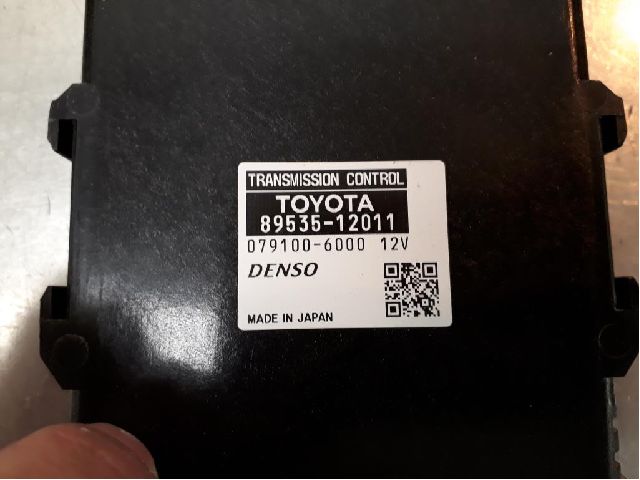 TRANSMISSION CONTROL
TOYOTA
89535-12011
079100-6000 12V
DENSO
MADE IN JAPAN